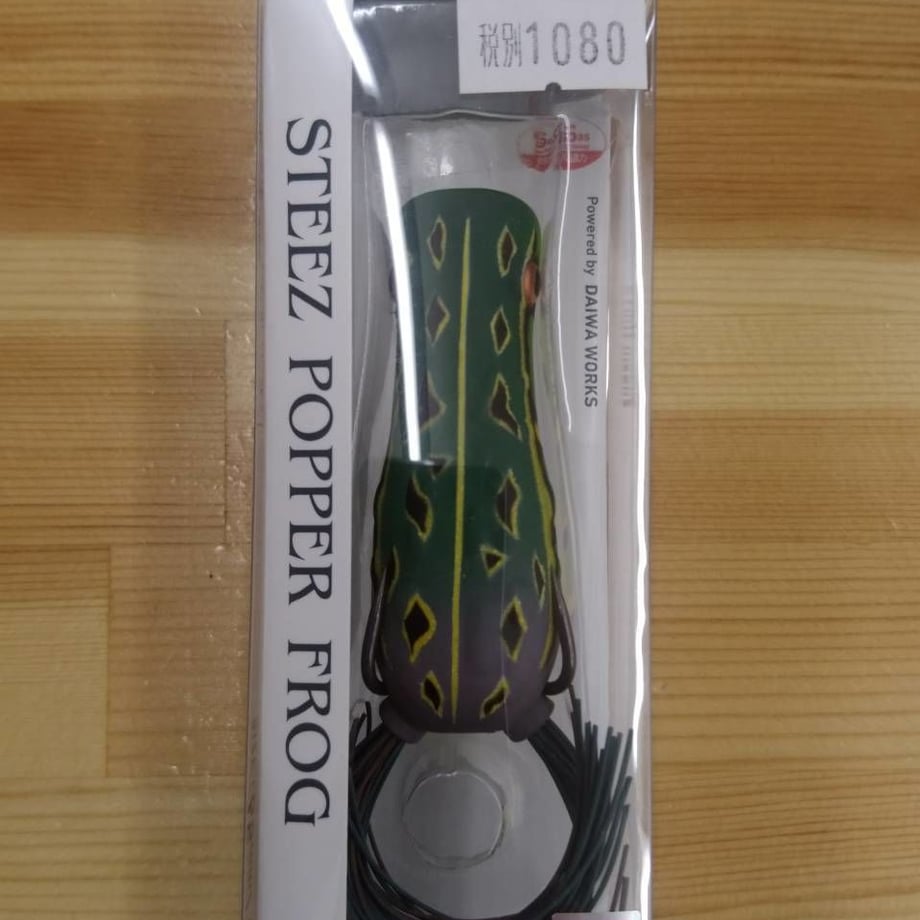 税別1080
STEEZ POPPER FROG
Powered by DAIWA WORKS